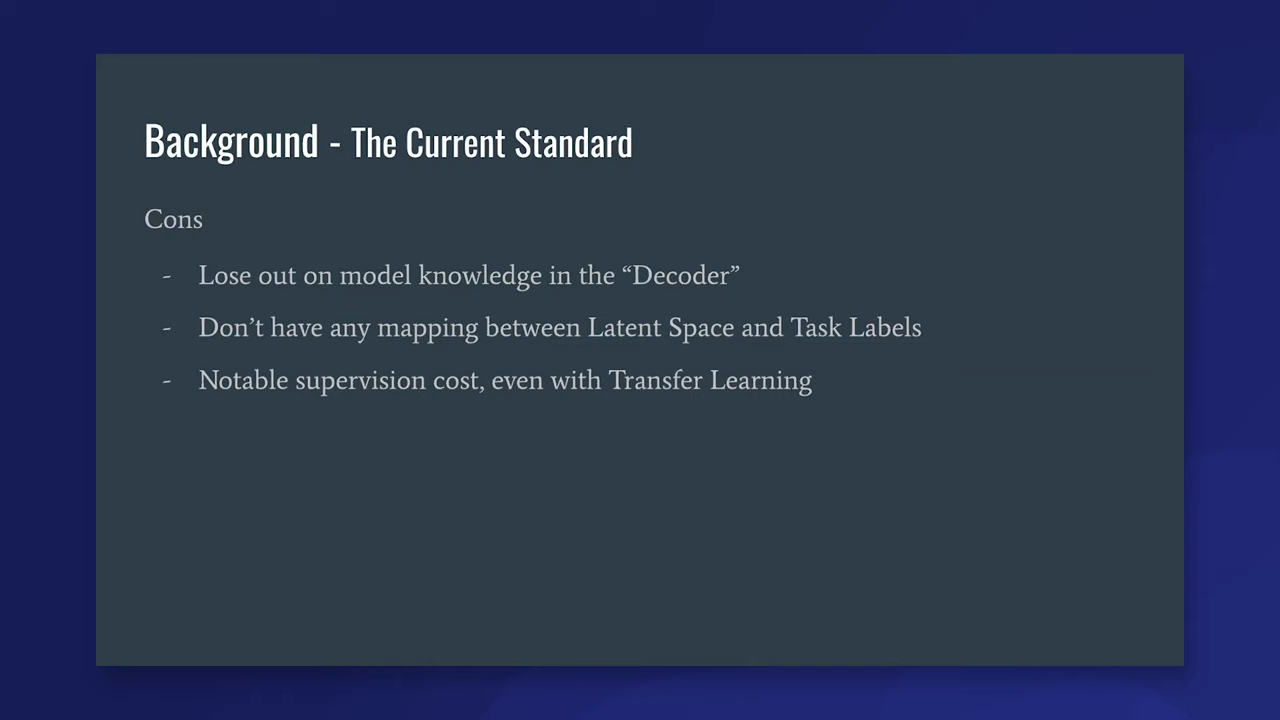 Background - The Current Standard
Cons
- Lose out on model knowledge in the “Decoder”
- Don’t have any mapping between Latent Space and Task Labels
- Notable supervision cost, even with Transfer Learning